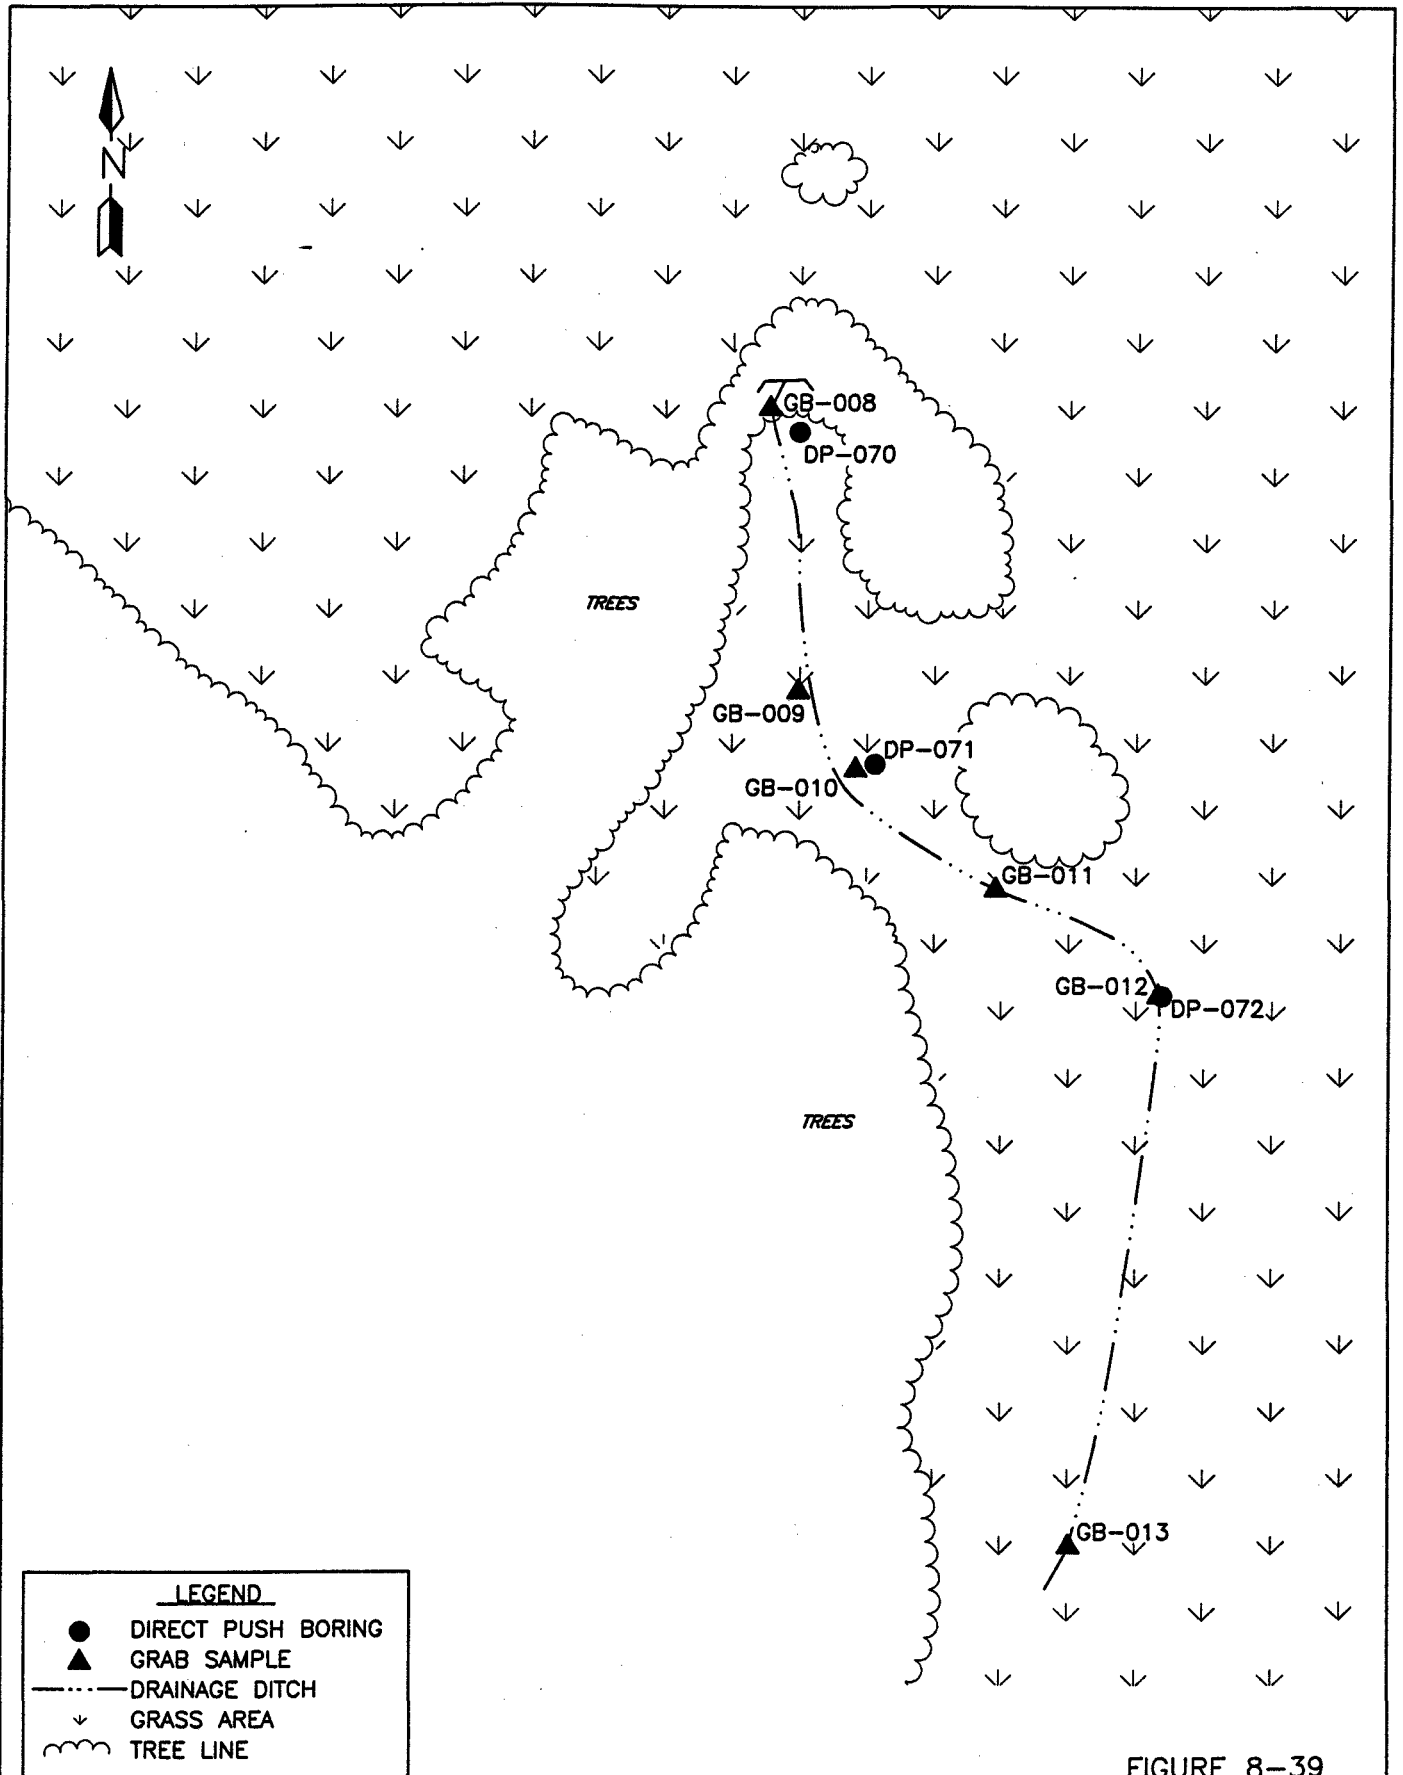 N
GB-008
DP-070
TREES
GB-009
DP-071
GB-010
GB-011
GB-012
DP-072
TREES
GB-013
LEGEND
DIRECT PUSH BORING
GRAB SAMPLE
DRAINAGE DITCH
GRASS AREA
TREE LINE
FIGURE 8-39